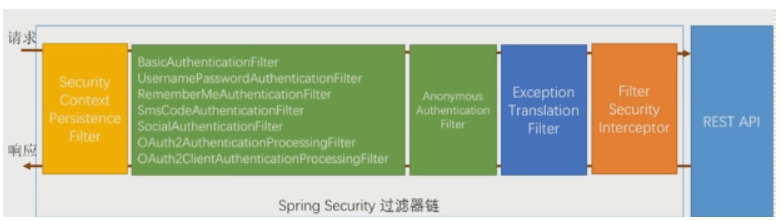 请求
响应
Security
Context
Persistence
Filter
BasicAuthenticationFilter
UsernamePasswordAuthenticationFilter
RememberMeAuthenticationFilter
SmsCodeAuthenticationFilter
SocialAuthenticationFilter
OAuth2AuthenticationProcessingFilter
OAuth2ClientAuthenticationProcessingFilter
Anonymous
Authentication
Filter
Exception
Translation
Filter
Filter
Security
Interceptor
REST API
Spring Security 过滤器链